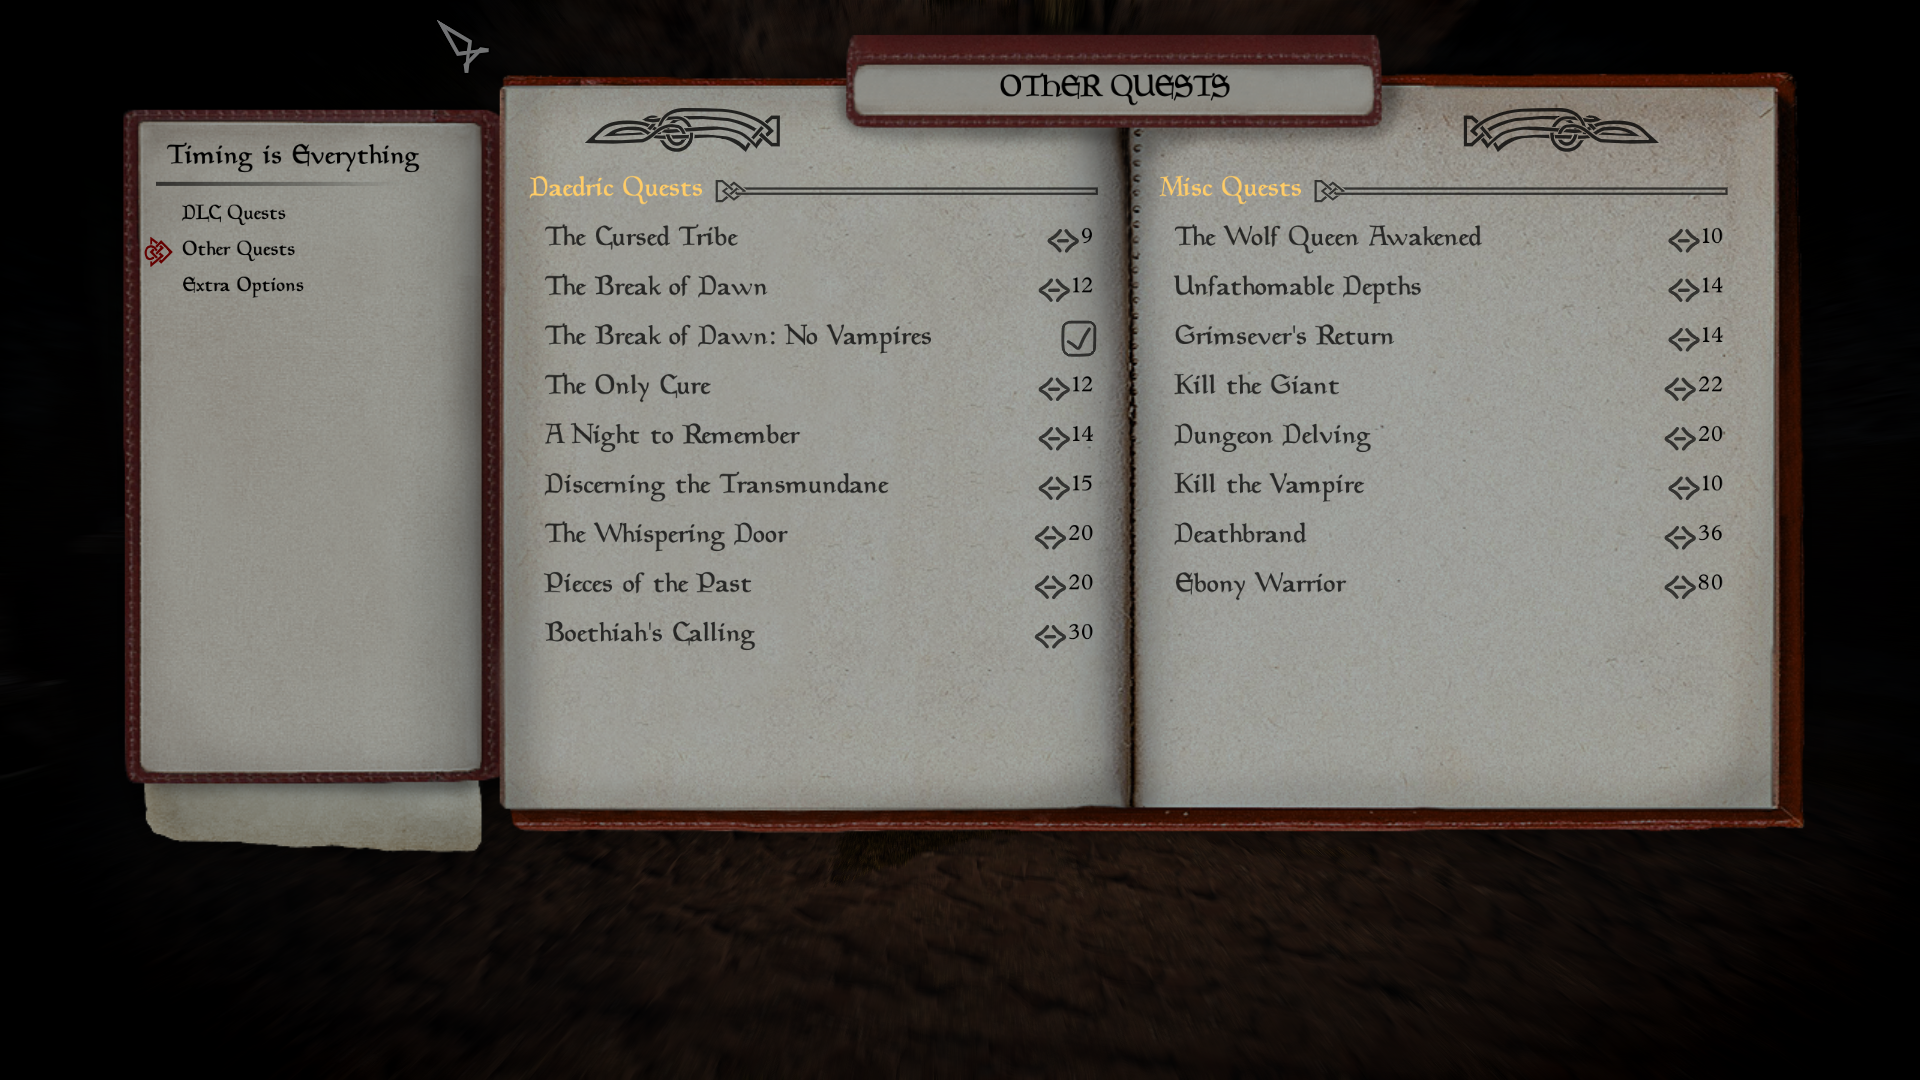 OTHER QUESTS
Timing is Everything
DLC Quests
Other Quests
Extra Options
Daedric Quests
The Cursed Tribe 9
The Break of Dawn 12
The Break of Dawn: No Vampires
The Only Cure 12
A Night to Remember 14
Discerning the Transmundane 15
The Whispering Door 20
Pieces of the Past 20
Boethiah's Calling 30
Misc Quests
The Wolf Queen Awakened 10
Unfathomable Depths 14
Grimsever's Return 14
Kill the Giant 22
Dungeon Delving 20
Kill the Vampire 10
Deathbrand 36
Ebony Warrior 80